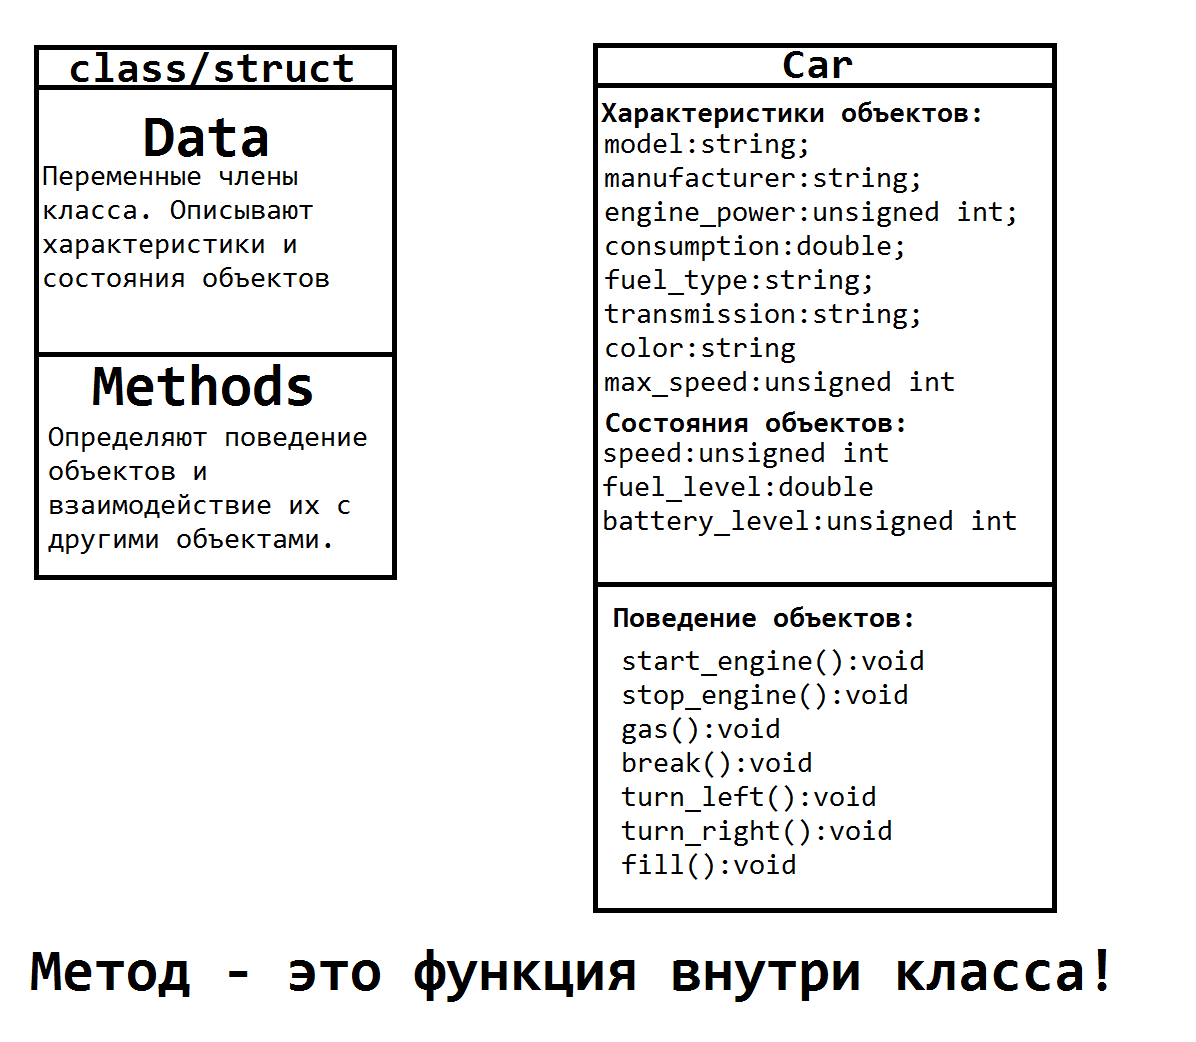 class/struct
Data
Переменные члены
класса. Описывают
характеристики и
состояния объектов
Methods
Определяют поведение
объектов и
взаимодействие их с
другими объектами.
Car
Характеристики объектов:
model:string;
manufacturer:string;
engine_power:unsigned int;
consumption:double;
fuel_type:string;
transmission:string;
color:string
max_speed:unsigned int
Состояния объектов:
speed:unsigned int
fuel_level:double
battery_level:unsigned int
Поведение объектов:
start_engine():void
stop_engine():void
gas():void
break():void
turn_left():void
turn_right():void
fill():void
Метод - это функция внутри класса!